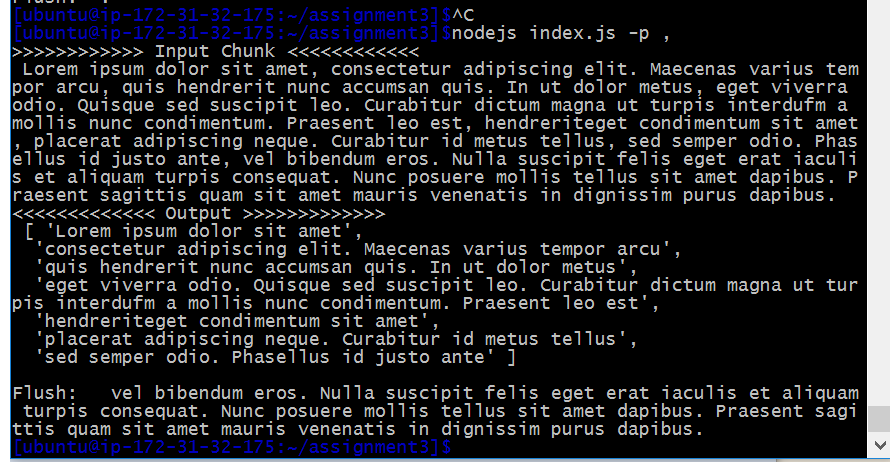 Flush: .
[ubuntu@ip-172-31-32-175:~/assignment3]$^C
[ubuntu@ip-172-31-32-175:~/assignment3]$nodejs index.js -p ,
>>>>>>>>>>>> Input Chunk <<<<<<<<<<<<
Lorem ipsum dolor sit amet, consectetur adipiscing elit. Maecenas varius tem
por arcu, quis hendrerit nunc accumsan quis. In ut dolor metus, eget viverra
odio. Quisque sed suscipit leo. Curabitur dictum magna ut turpis interdufm a
mollis nunc condimentum. Praesent leo est, hendreriteget condimentum sit amet
, placerat adipiscing neque. Curabitur id metus tellus, sed semper odio. Phas
ellus id justo ante, vel bibendum eros. Nulla suscipit felis eget erat iaculi
s et aliquam turpis consequat. Nunc posuere mollis tellus sit amet dapibus. P
raesent sagittis quam sit amet mauris venenatis in dignissim purus dapibus.
<<<<<<<<<<<<< Output >>>>>>>>>>>>>
[ 'Lorem ipsum dolor sit amet',
'consectetur adipiscing elit. Maecenas varius tempor arcu',
'quis hendrerit nunc accumsan quis. In ut dolor metus',
'eget viverra odio. Quisque sed suscipit leo. Curabitur dictum magna ut tur
pis interdufm a mollis nunc condimentum. Praesent leo est',
'hendreriteget condimentum sit amet',
'placerat adipiscing neque. Curabitur id metus tellus',
'sed semper odio. Phasellus id justo ante' ]
Flush:   vel bibendum eros. Nulla suscipit felis eget erat iaculis et aliquam
turpis consequat. Nunc posuere mollis tellus sit amet dapibus. Praesent sagi
ttis quam sit amet mauris venenatis in dignissim purus dapibus.
[ubuntu@ip-172-31-32-175:~/assignment3]$